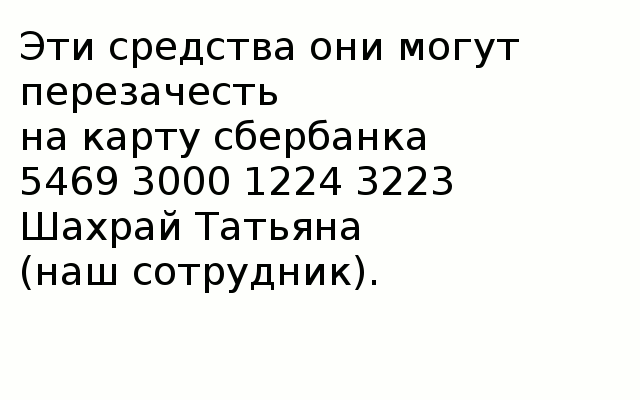 Эти средства они могут
перезачесть
на карту сбербанка
5469 3000 1224 3223
Шахрай Татьяна
(наш сотрудник).